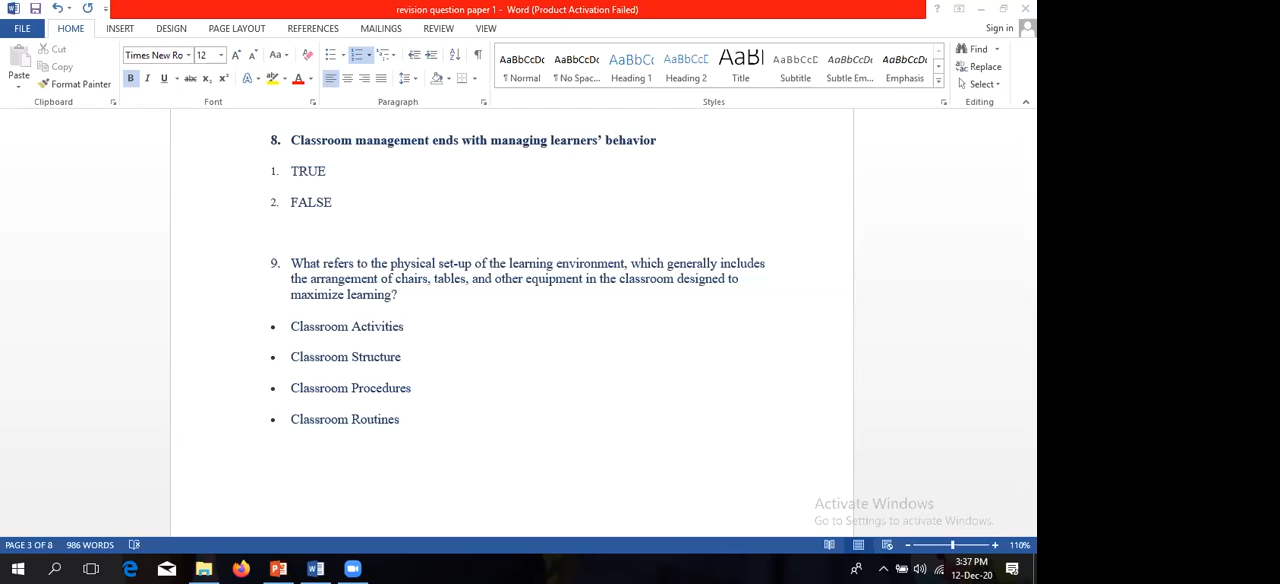 revision question paper 1 - Word (Product Activation Failed)
FILE HOME INSERT DESIGN PAGE LAYOUT REFERENCES MAILINGS REVIEW VIEW Sign in
Paste
Cut
Copy
Format Painter
Times New Ro 12
AaBbCcDc AaBbCcDc AaBbCc AaBbCcD AaBl AaBbCcD AaBbCcDc AaBbCcDc
¶ Normal ¶ No Spac... Heading 1 Heading 2 Title Subtitle Subtle Em... Emphasis
Find
Replace
Select
Clipboard Font Paragraph Styles Editing
8. Classroom management ends with managing learners’ behavior
1. TRUE
2. FALSE
9. What refers to the physical set-up of the learning environment, which generally includes
the arrangement of chairs, tables, and other equipment in the classroom designed to
maximize learning?
• Classroom Activities
• Classroom Structure
• Classroom Procedures
• Classroom Routines
Activate Windows
Go to Settings to activate Windows.
PAGE 3 OF 8 986 WORDS 110%
3:37 PM
12-Dec-20